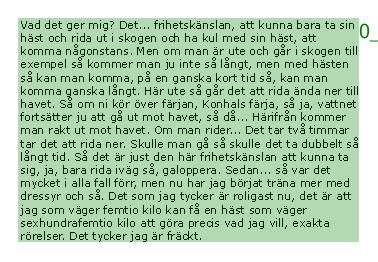 Vad det ger mig? Det... frihetskänslan, att kunna bara ta sin
häst och rida ut i skogen och ha kul med sin häst, att
komma någonstans. Men om man är ute och går i skogen till
exempel så kommer man ju inte så långt, men med hästen
så kan man komma, på en ganska kort tid så, kan man
komma ganska långt. Här ute så går det att rida ända ner till
havet. Så om ni kör över färjan, Konhals färja, så ja, vattnet
fortsätter ju att gå ut mot havet, så då... Härifrån kommer
man rakt ut mot havet. Om man rider... Det tar två timmar
tar det att rida ner. Skulle man gå så skulle det ta dubbelt så
lång tid. Så det är just den här frihetskänslan att kunna ta
sig, ja, bara rida iväg så, galoppera. Sedan... så var det
mycket i alla fall förr, men nu har jag börjat träna mer med
dressyr och så. Det som jag tycker är roligast nu, det är att
jag som väger femtio kilo kan få en häst som väger
sexhundrafemtio kilo att göra precis vad jag vill, exakta
rörelser. Det tycker jag är fräckt.
0_